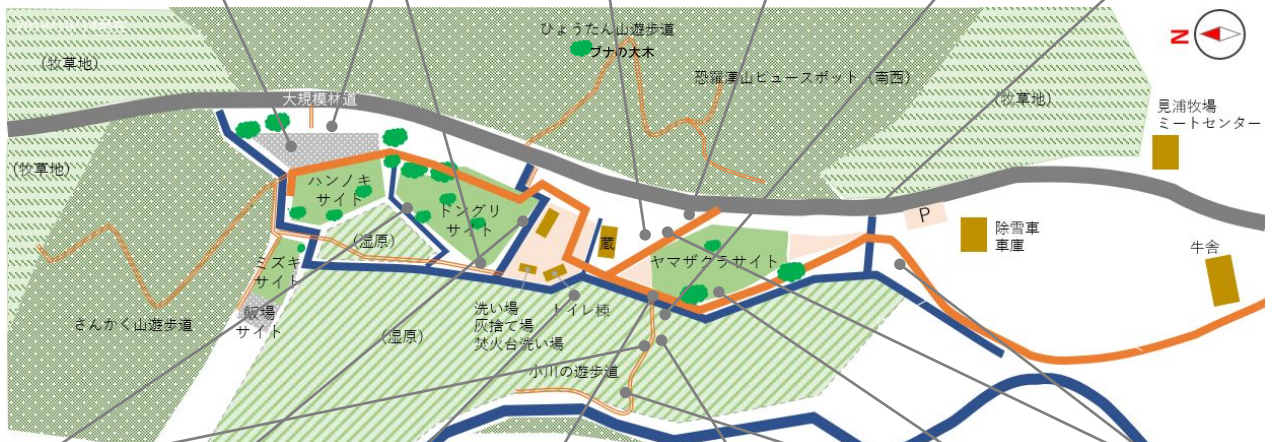 ひょうたん山遊歩道
ブナの大木
恐羅漢山ビュースポット（南西）
N
(牧草地)
(牧草地)
(牧草地)
大規模林道
見浦牧場
ミートセンター
ハンノキ
サイト
ドングリ
サイト
(湿原)
蔵
ヤマザクラサイト
P
除雪車
車庫
牛舎
ミズキ
サイト
飯場
サイト
さんかく山遊歩道
(湿原)
洗い場
灰捨て場
焚火台洗い場
トイレ棟
小川の遊歩道